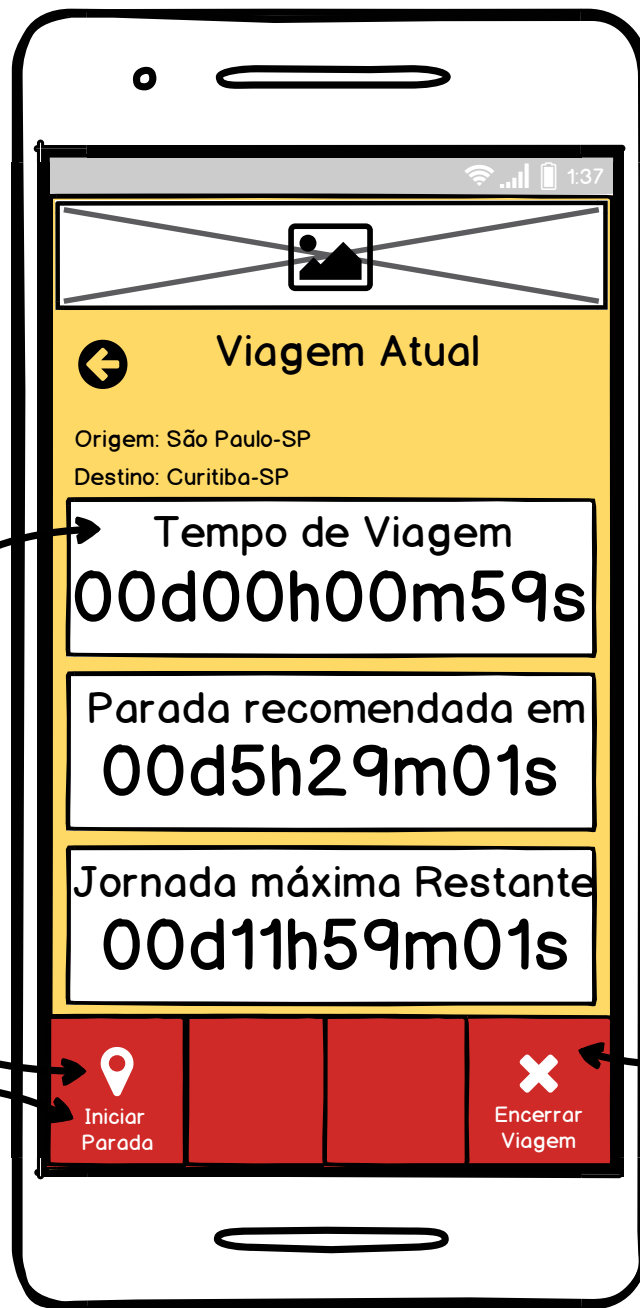 1:37
Viagem Atual
Origem: São Paulo-SP
Destino: Curitiba-SP
Tempo de Viagem
00d00h00m59s
Parada recomendada em
00d5h29m01s
Jornada máxima Restante
00d11h59m01s
Iniciar
Parada
Encerrar
Viagem